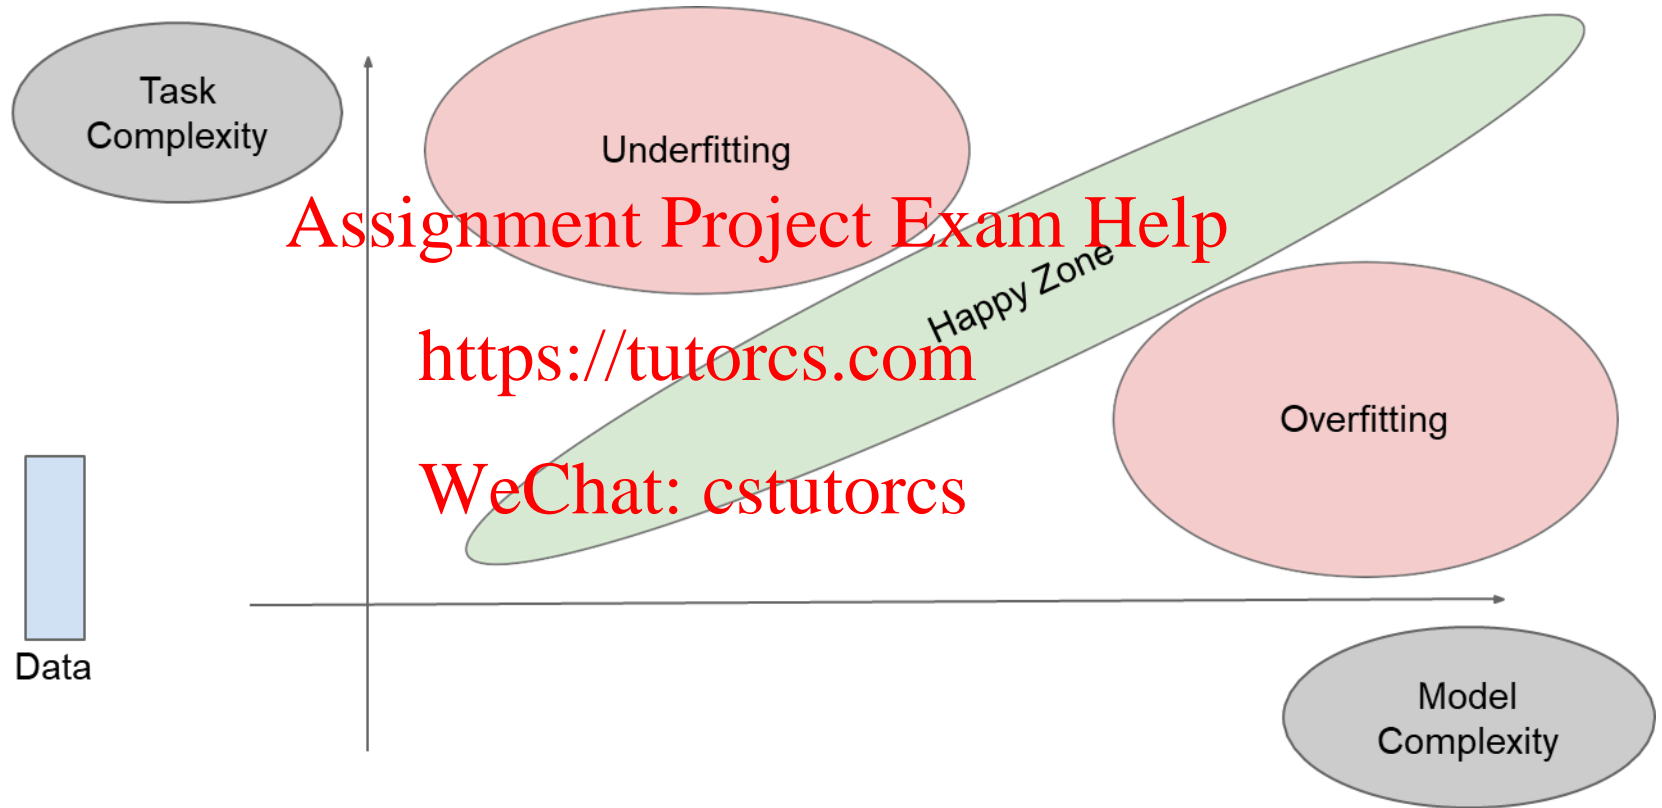 Task
Complexity
Underfitting
Assignment Project Exam Help
Happy Zone
https://tutorcs.com
Overfitting
WeChat: cstutorcs
Data
Model
Complexity